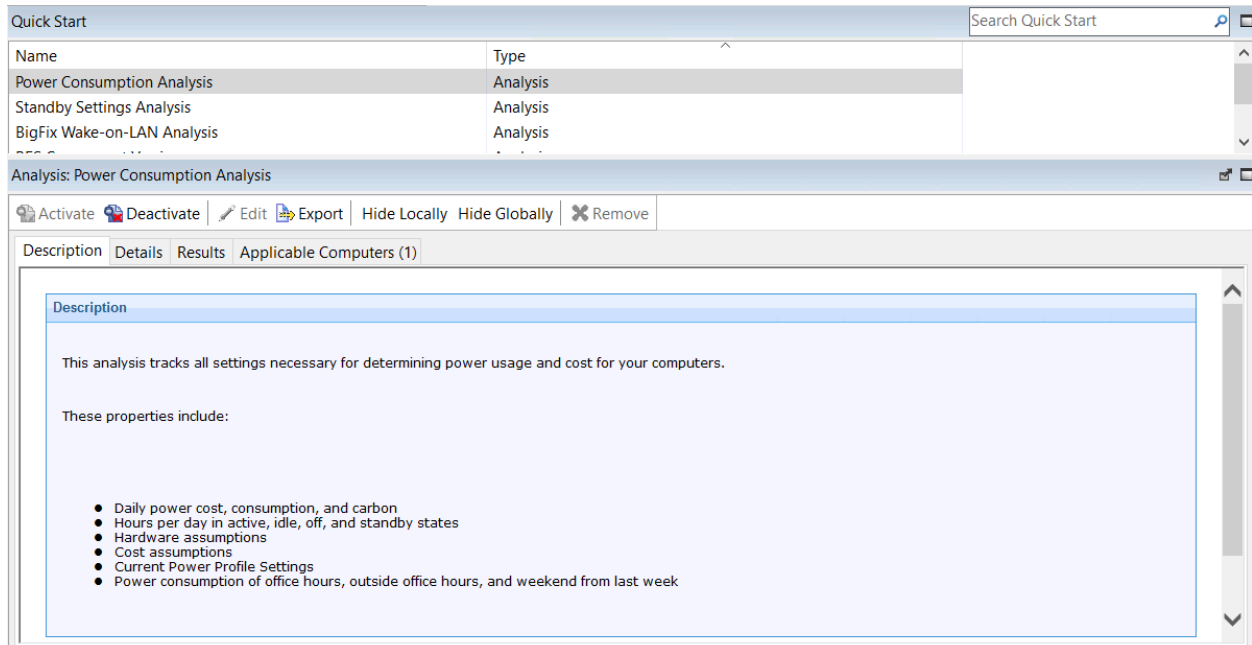 Quick Start
Search Quick Start
Name Type
Power Consumption Analysis Analysis
Standby Settings Analysis Analysis
BigFix Wake-on-LAN Analysis Analysis
Analysis: Power Consumption Analysis
Activate Deactivate Edit Export Hide Locally Hide Globally Remove
Description Details Results Applicable Computers (1)
Description
This analysis tracks all settings necessary for determining power usage and cost for your computers.
These properties include:
● Daily power cost, consumption, and carbon
● Hours per day in active, idle, off, and standby states
● Hardware assumptions
● Cost assumptions
● Current Power Profile Settings
● Power consumption of office hours, outside office hours, and weekend from last week